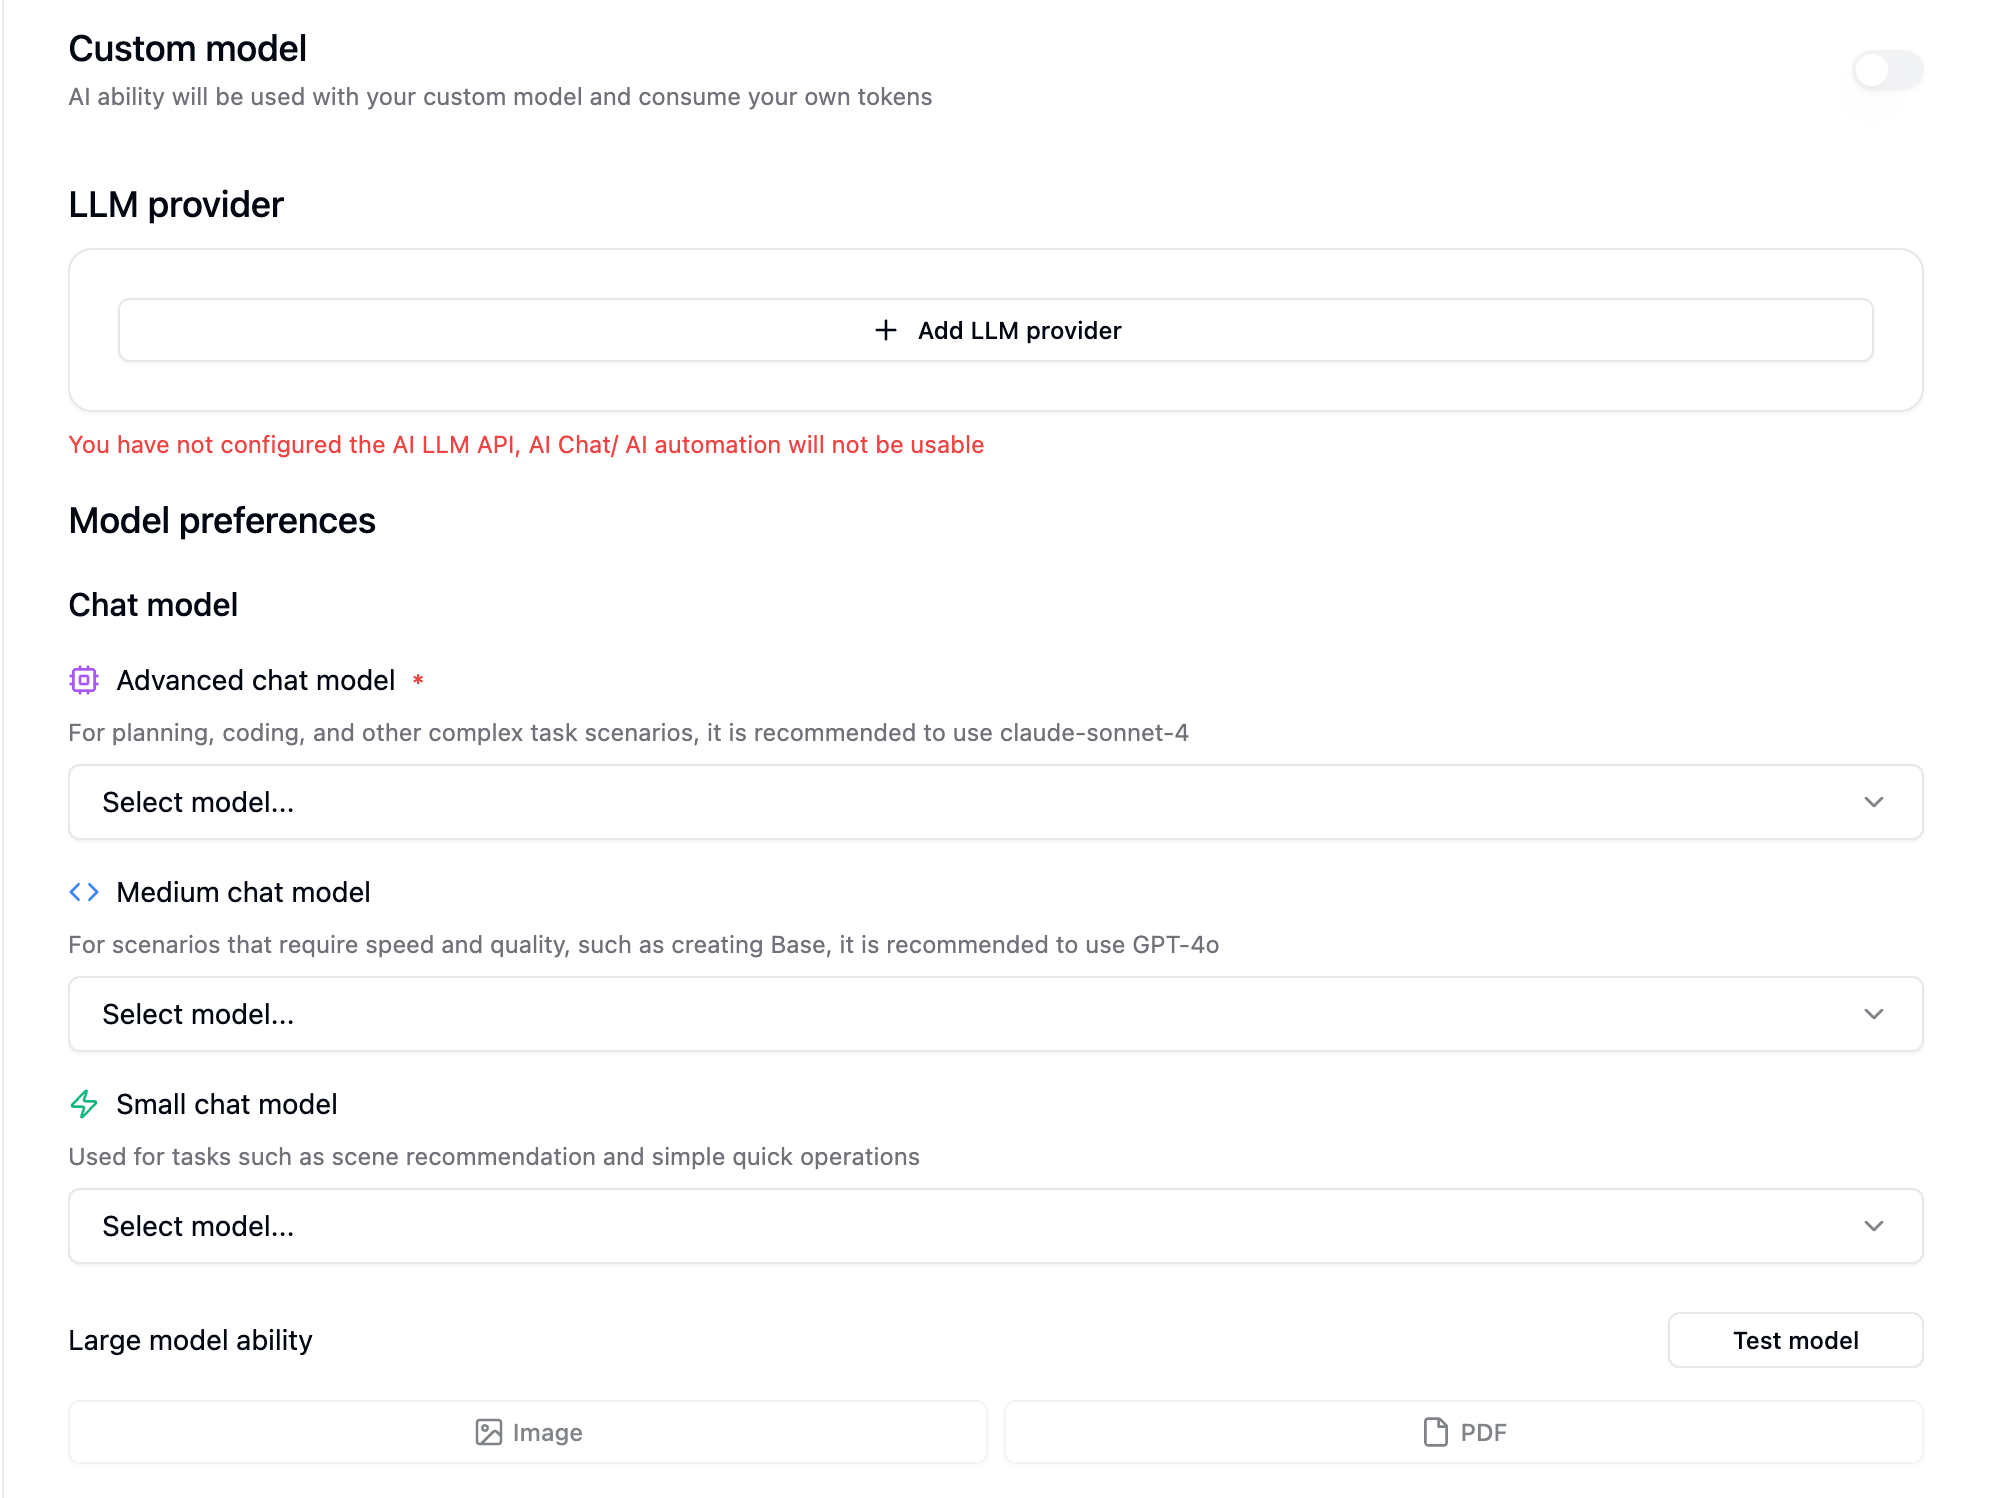 Custom model
AI ability will be used with your custom model and consume your own tokens
LLM provider
Add LLM provider
You have not configured the AI LLM API, AI Chat/ AI automation will not be usable
Model preferences
Chat model
Advanced chat model *
For planning, coding, and other complex task scenarios, it is recommended to use claude-sonnet-4
Select model...
Medium chat model
For scenarios that require speed and quality, such as creating Base, it is recommended to use GPT-4o
Select model...
Small chat model
Used for tasks such as scene recommendation and simple quick operations
Select model...
Large model ability
Test model
Image
PDF